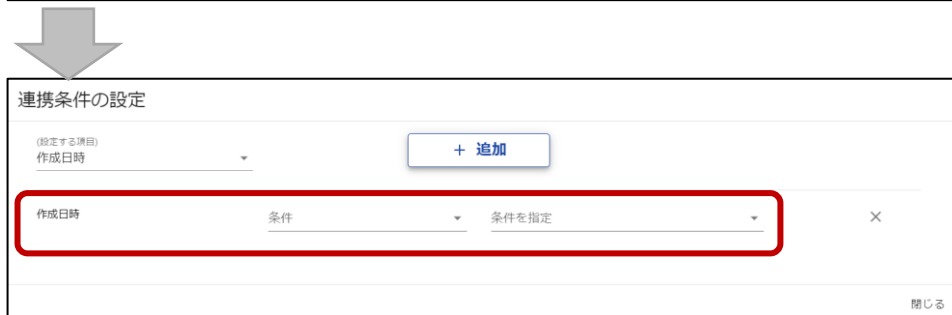 連携条件の設定
(設定する項目)
作成日時
+ 追加
作成日時 条件 条件を指定 ×
閉じる